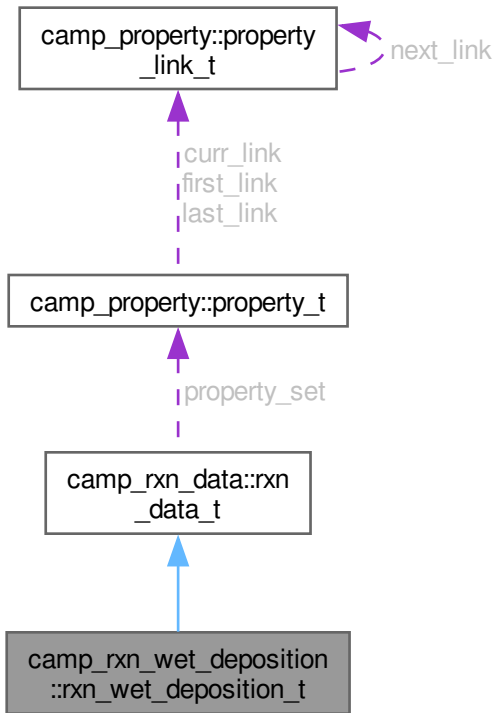 camp_property::property
_link_t
next_link
curr_link
first_link
last_link
camp_property::property_t
property_set
camp_rxn_data::rxn
_data_t
camp_rxn_wet_deposition
::rxn_wet_deposition_t